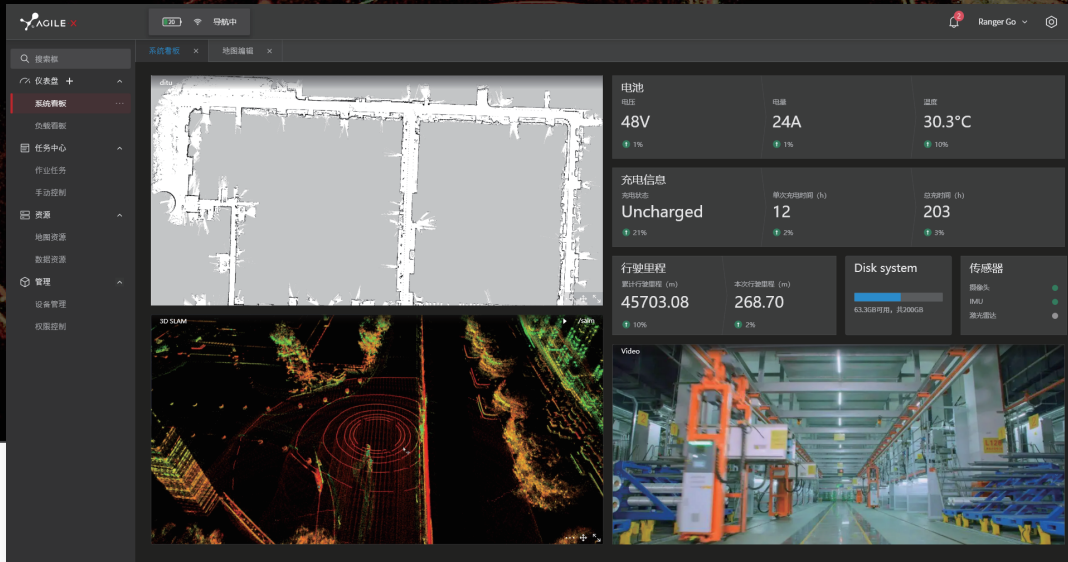 AGILE X
20 导航中
2
Ranger Go
搜索框
系统看板 × 地图编辑 ×
仪表盘 +
系统看板 ...
负载看板
任务中心
作业任务
手动控制
资源
地图资源
数据资源
管理
设备管理
权限控制
ditu
3D SLAM
/slam
电池
电压 电量 温度
48V 24A 30.3°C
1% 1% 10%
充电信息
充电状态 单次充电时间（h） 总充时间（h）
Uncharged 12 203
21% 2% 3%
行驶里程
累计行驶里程（m） 本次行驶里程（m）
45703.08 268.70
10% 2%
Disk system
63.3GB可用，共200GB
传感器
摄像头
IMU
激光雷达
Video